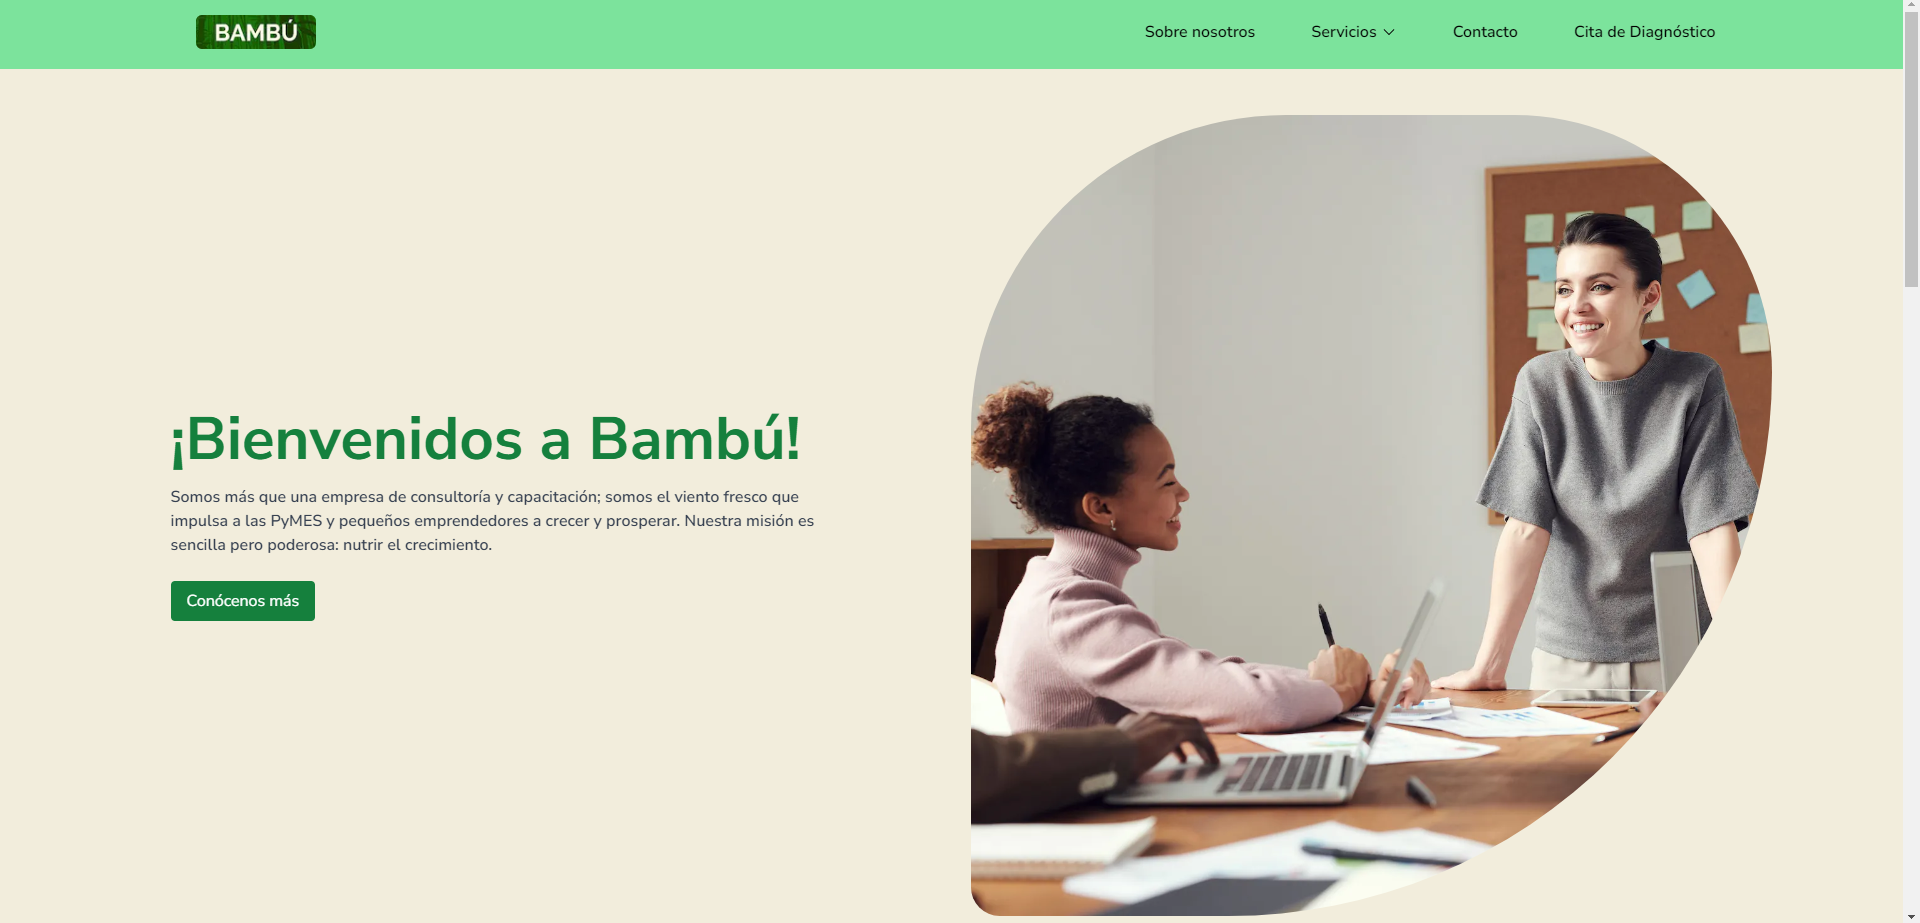 BAMBÚ
Sobre nosotros
Servicios
Contacto
Cita de Diagnóstico
¡Bienvenidos a Bambú!
Somos más que una empresa de consultoría y capacitación; somos el viento fresco que
impulsa a las PyMES y pequeños emprendedores a crecer y prosperar. Nuestra misión es
sencilla pero poderosa: nutrir el crecimiento.
Conócenos más